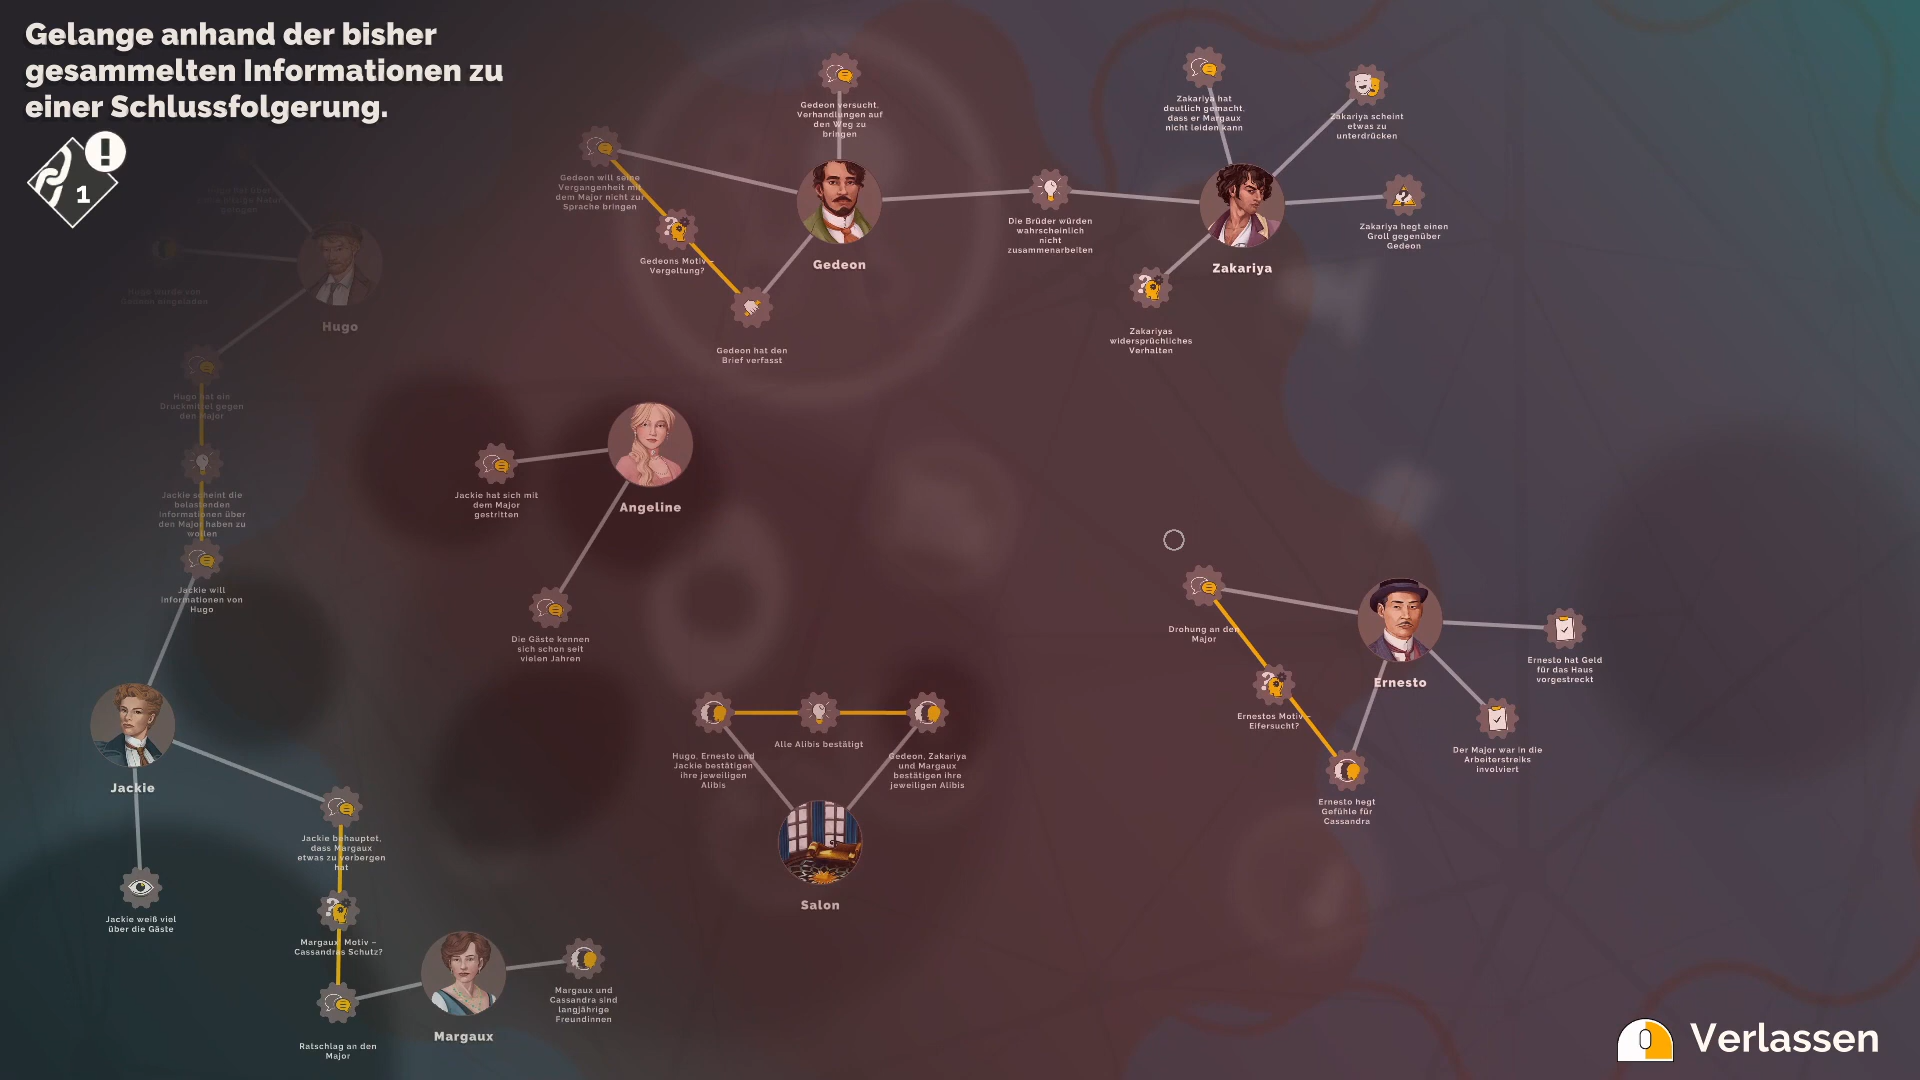 Gelange anhand der bisher
gesammelten Informationen zu
einer Schlussfolgerung.
1
Gedeon versucht,
Verhandlungen auf
den Weg zu
bringen
Zakariya hat
deutlich gemacht,
dass er Margaux
nicht leiden kann
Zakariya scheint
etwas zu
unterdrücken
Gedeon will seine
Vergangenheit mit
dem Major nicht zur
Sprache bringen
Gedeons Motiv –
Vergeltung?
Gedeon
Die Brüder würden
wahrscheinlich
nicht
zusammenarbeiten
Zakariya
Zakariya hegt einen
Groll gegenüber
Gedeon
Hugo wurde von
Gedeon eingeladen
Hugo
Gedeon hat den
Brief verfasst
Zakariyas
widersprüchliches
Verhalten
Hugo hat ein
Druckmittel gegen
den Major
Jackie scheint die
belastenden
Informationen über
den Major haben zu
wollen
Jackie hat sich mit
dem Major
gestritten
Angeline
Jackie will
Informationen von
Hugo
Die Gäste kennen
sich schon seit
vielen Jahren
Drohung an den
Major
Ernesto
Ernesto hat Geld
für das Haus
vorgestreckt
Ernestos Motiv –
Eifersucht?
Der Major war in die
Arbeiterstreiks
involviert
Ernesto hegt
Gefühle für
Cassandra
Hugo, Ernesto und
Jackie bestätigen
ihre jeweiligen
Alibis
Alle Alibis bestätigt
Gedeon, Zakariya
und Margaux
bestätigen ihre
jeweiligen Alibis
Salon
Jackie
Jackie behauptet,
dass Margaux
etwas zu verbergen
hat
Jackie weiß viel
über die Gäste
Margaux' Motiv –
Cassandras Schutz?
Margaux und
Cassandra sind
langjährige
Freundinnen
Margaux
Ratschlag an den
Major
Verlassen